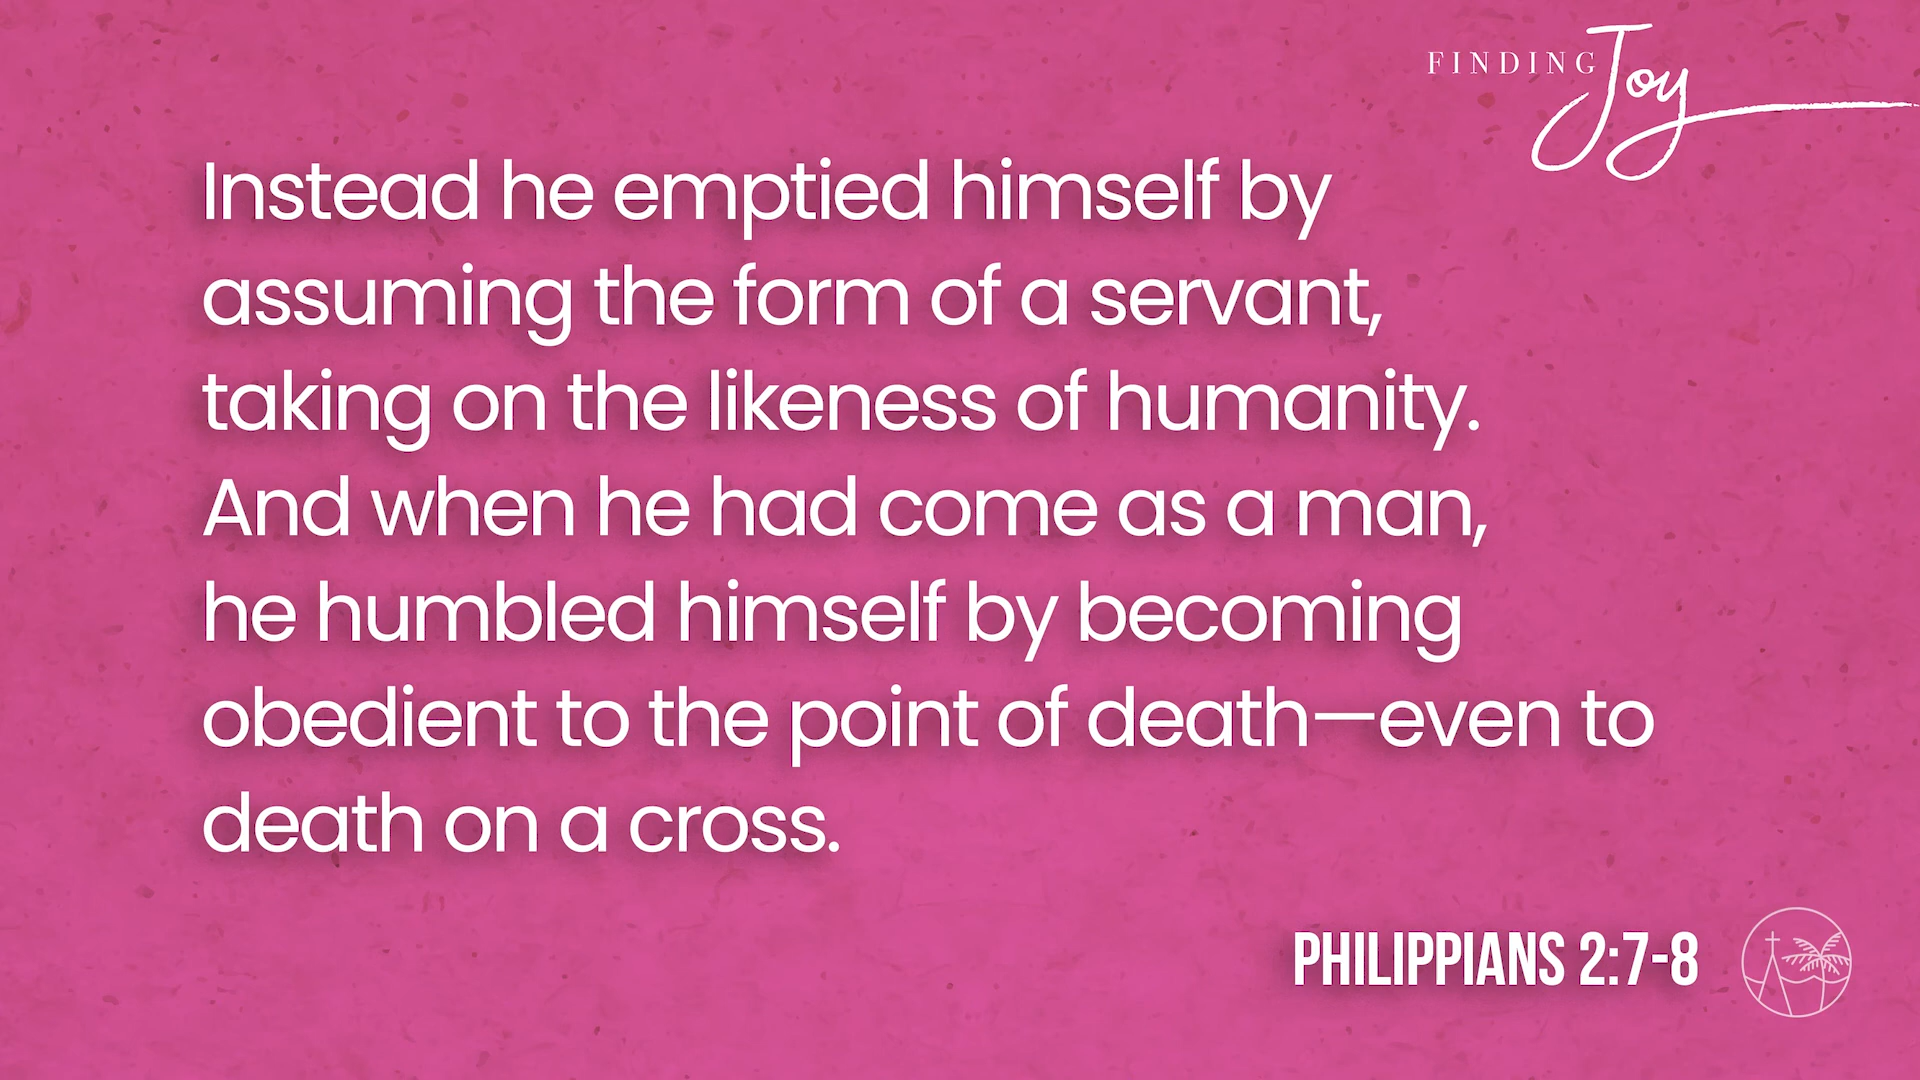 FINDING Joy
Instead he emptied himself by
assuming the form of a servant,
taking on the likeness of humanity.
And when he had come as a man,
he humbled himself by becoming
obedient to the point of death—even to
death on a cross.
PHILIPPIANS 2:7-8